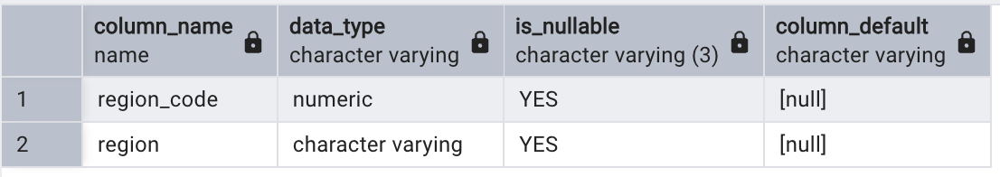 column_name data_type is_nullable column_default
name character varying character varying (3) character varying
1 region_code numeric YES [null]
2 region character varying YES [null]